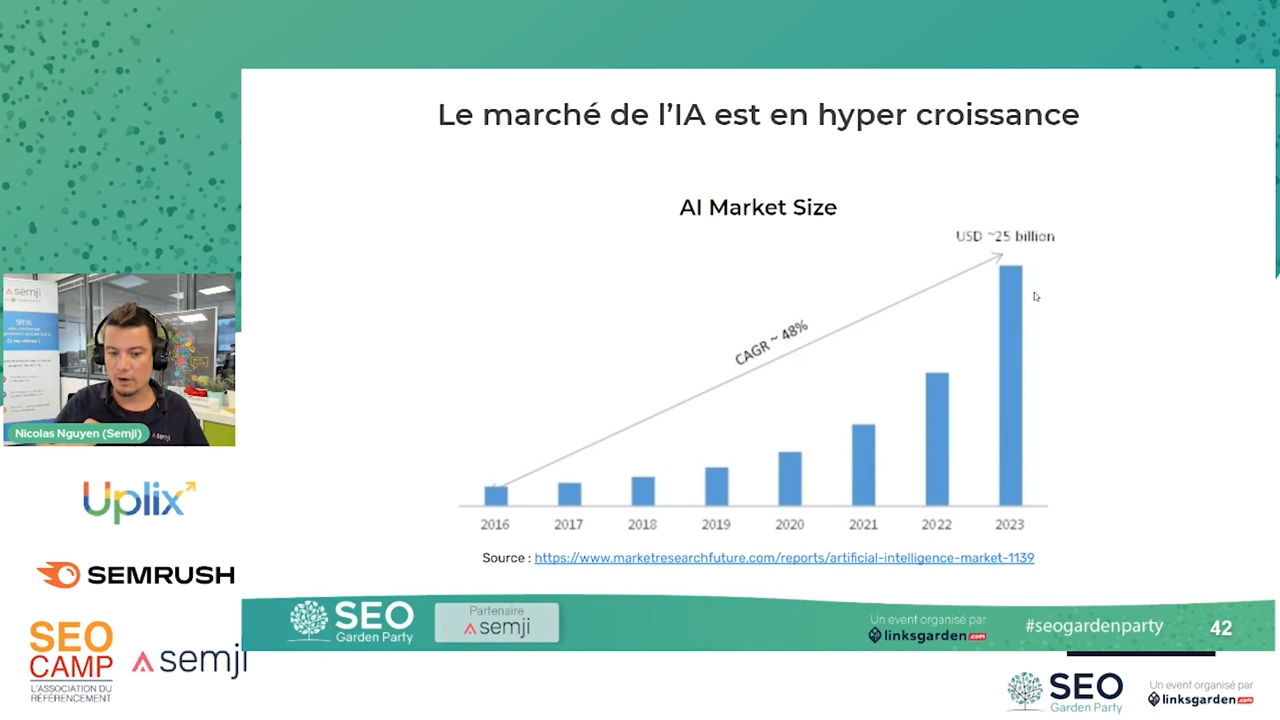 Le marché de l’IA est en hyper croissance
AI Market Size
USD ~25 billion
CAGR ~ 48%
2016 2017 2018 2019 2020 2021 2022 2023
Source : https://www.marketresearchfuture.com/reports/artificial-intelligence-market-1139
semji
91%
Nicolas Nguyen (Semji)
semji
Uplix
SEMRUSH
SEO
CAMP
L'ASSOCIATION DU
RÉFÉRENCEMENT
semji
SEO
Garden Party
Partenaire
semji
Un event organisé par
linksgarden.com
#seogardenparty
42
SEO
Garden Party
Un event organisé par
linksgarden.com